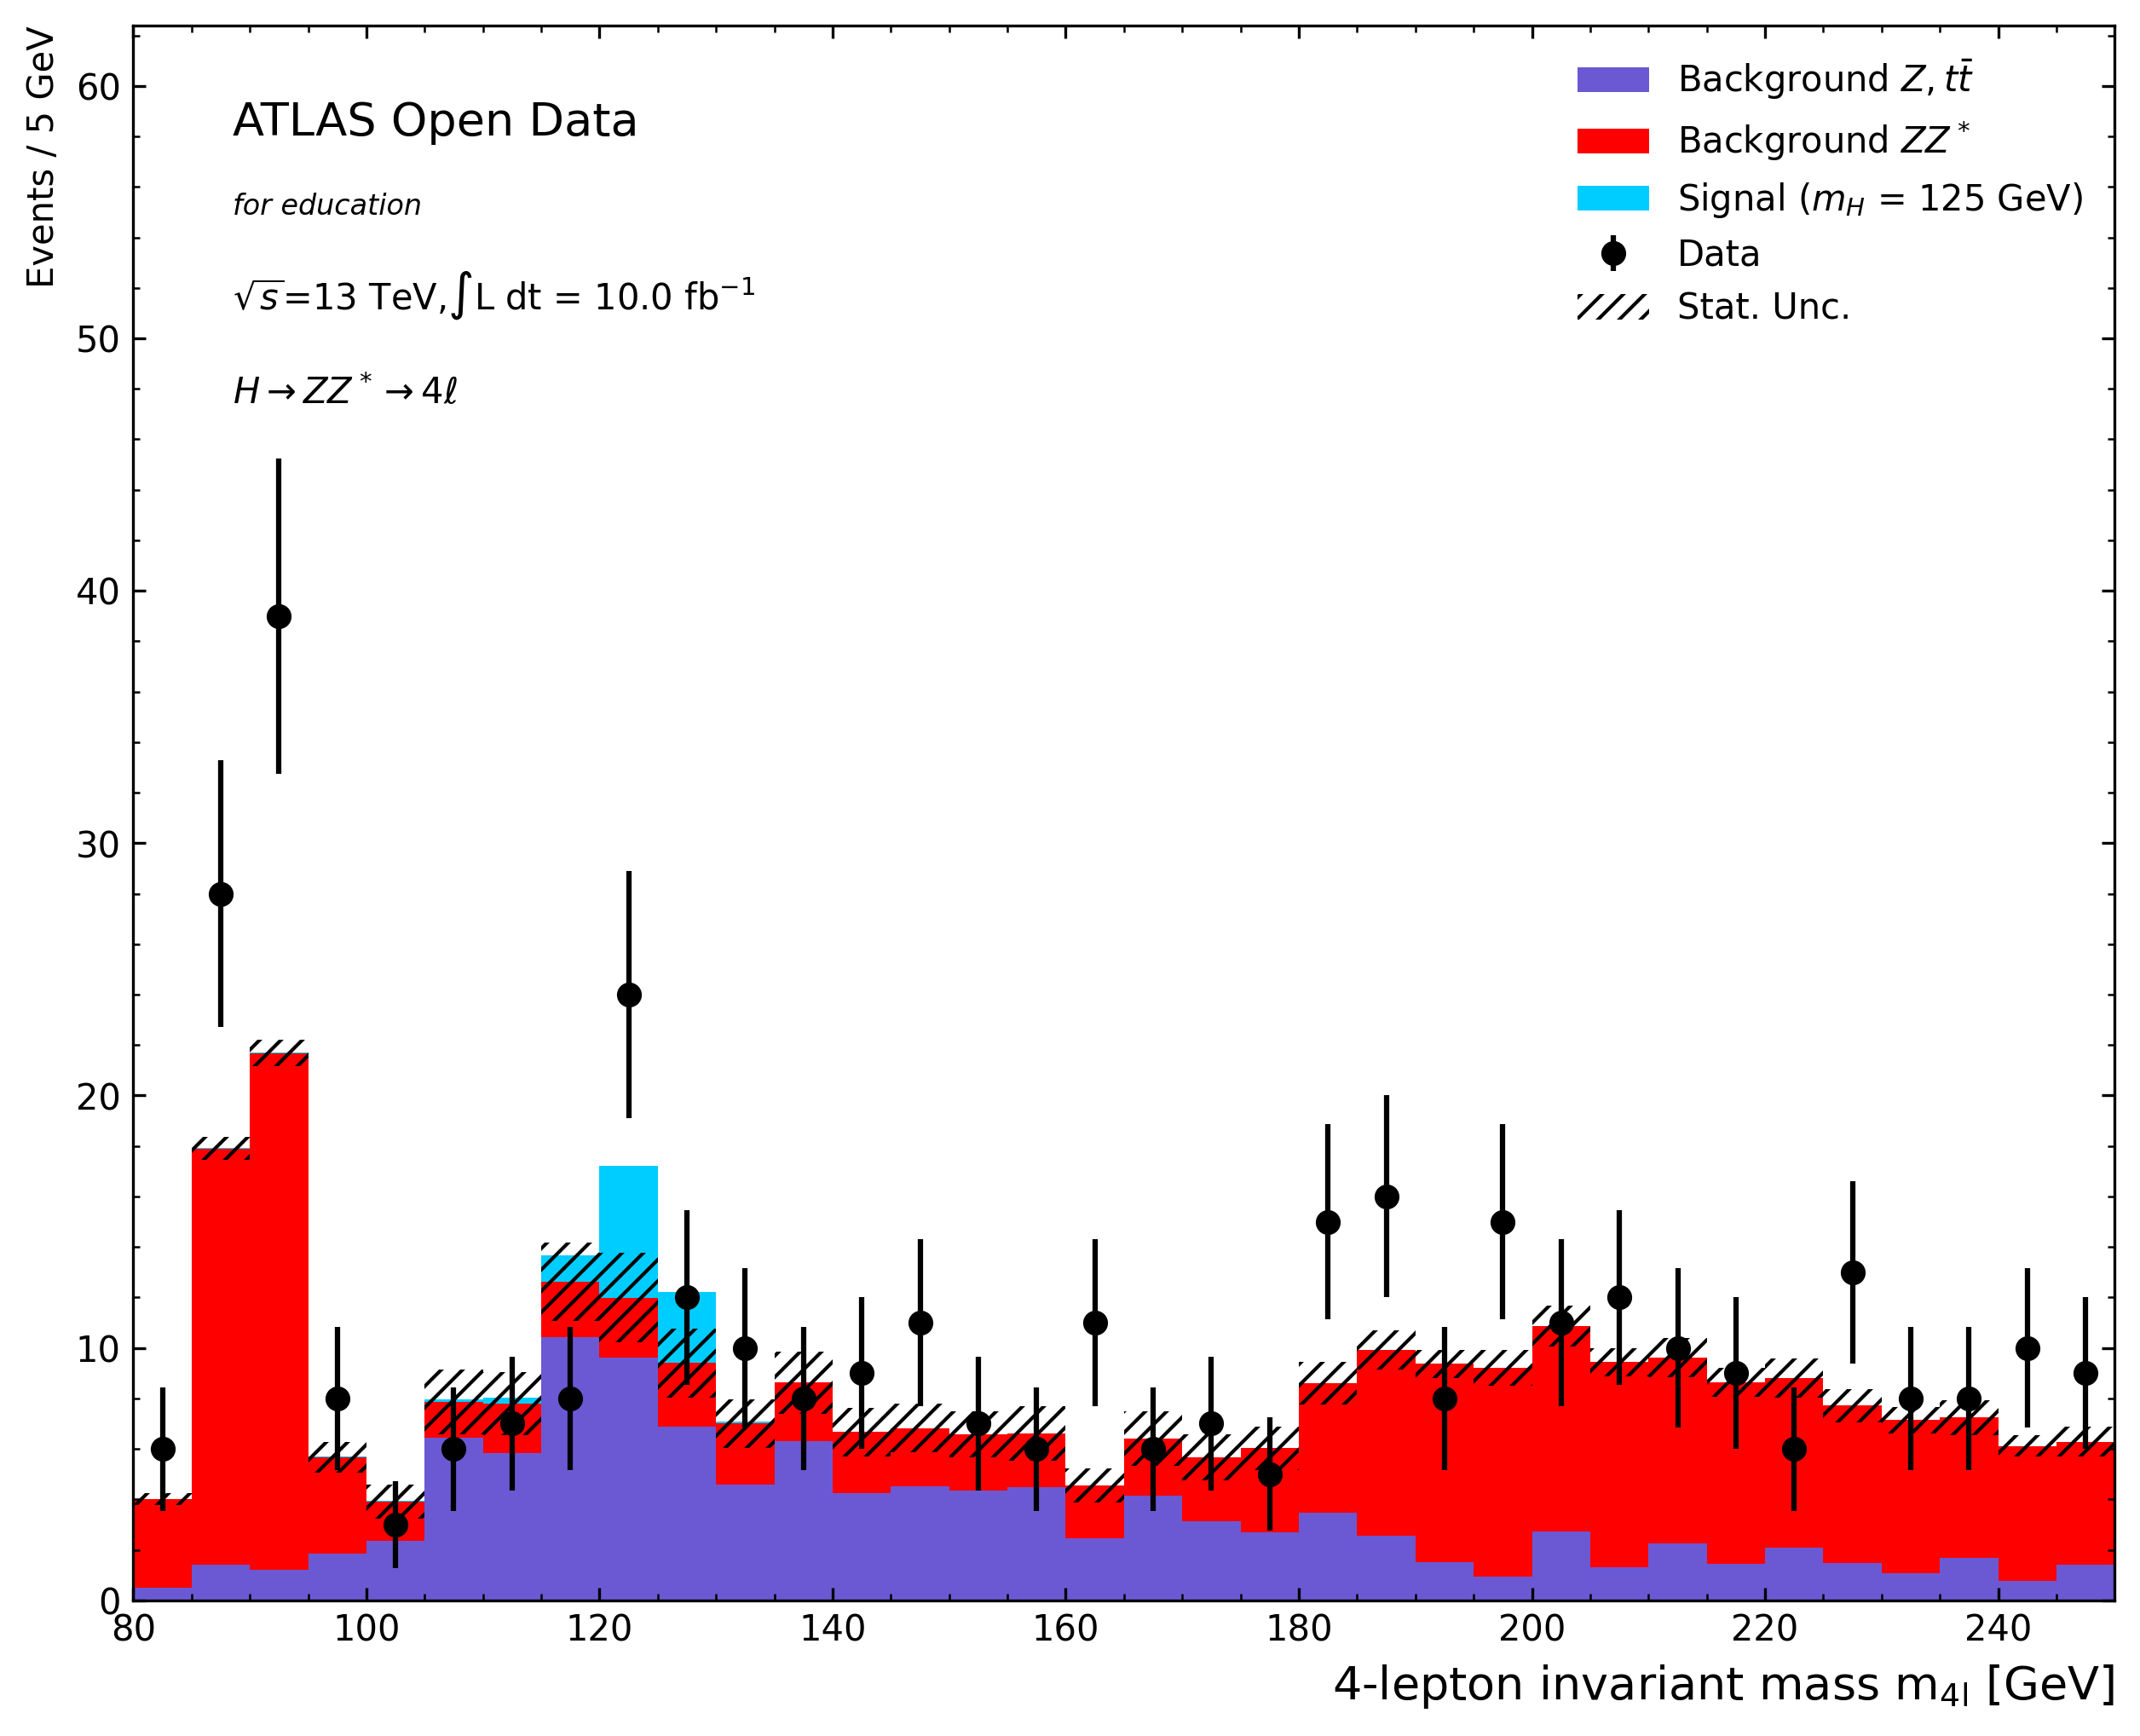 Events / 5 GeV
60
50
40
30
20
10
0
ATLAS Open Data
for education
√s=13 TeV,∫L dt = 10.0 fb⁻¹
H→ZZ*→4ℓ
Background Z, tt̄
Background ZZ*
Signal (m_H = 125 GeV)
Data
Stat. Unc.
80 100 120 140 160 180 200 220 240
4-lepton invariant mass m_4l [GeV]